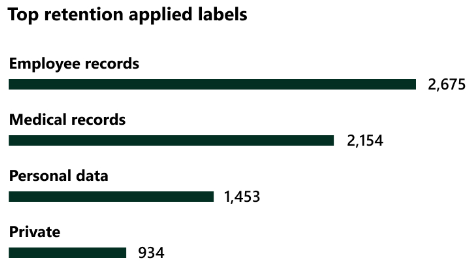 Top retention applied labels
Employee records
2,675
Medical records
2,154
Personal data
1,453
Private
934